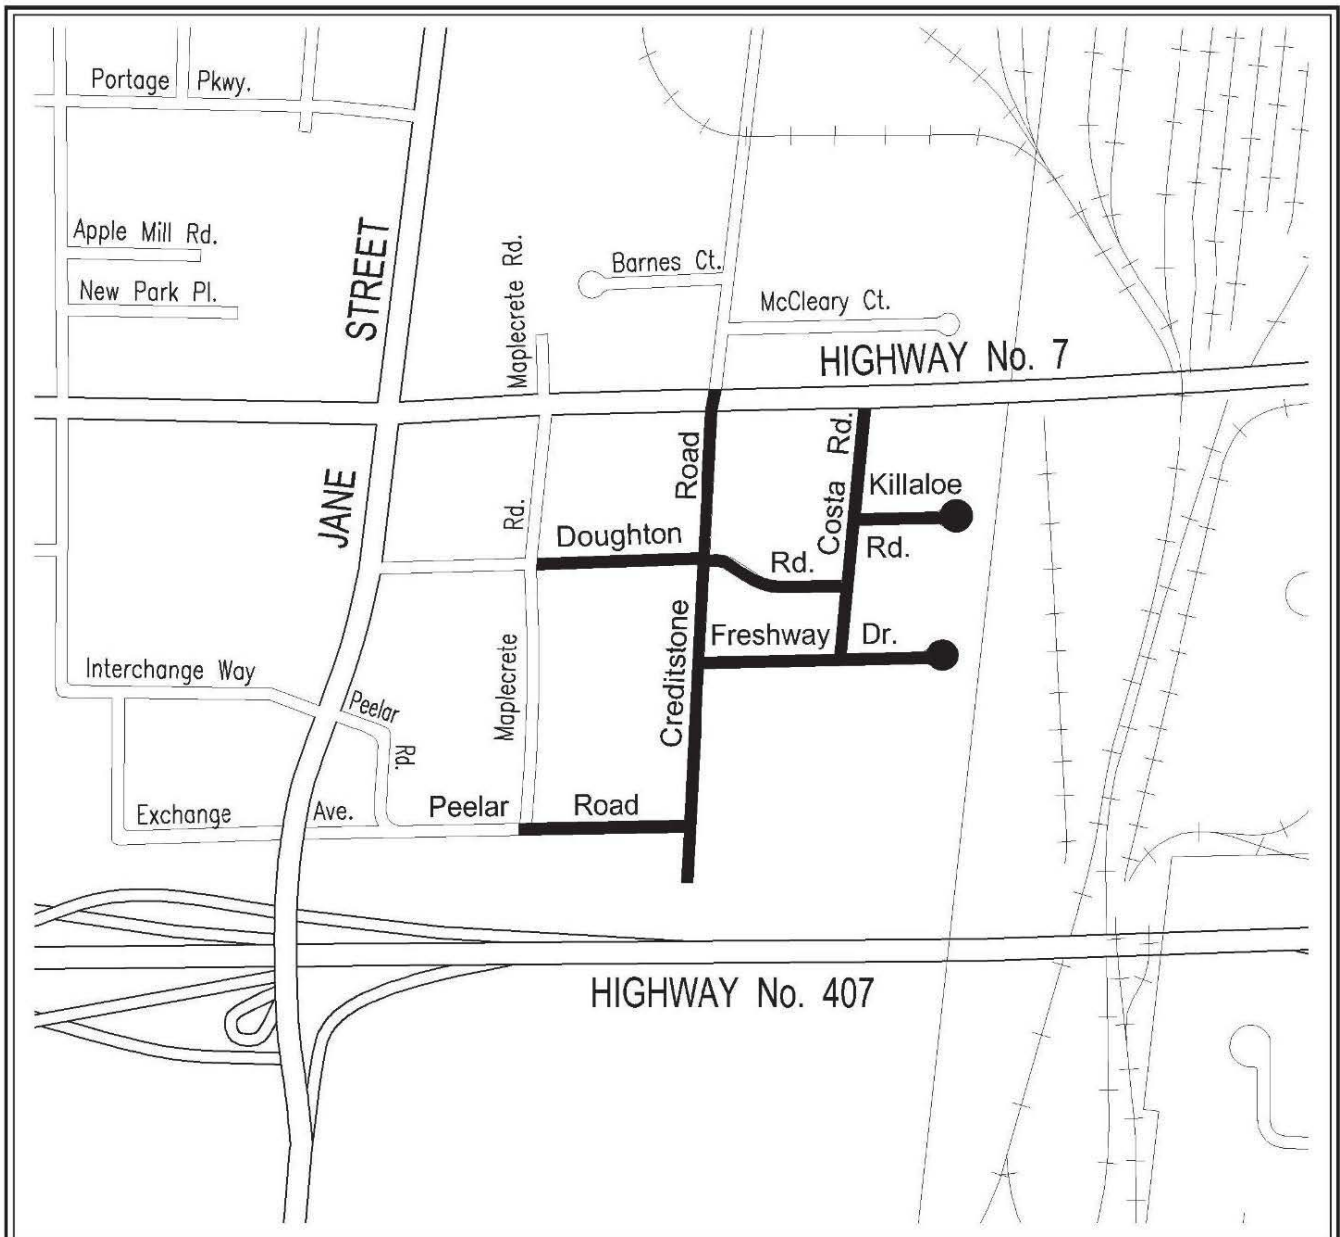 Portage Pkwy.
Apple Mill Rd.
New Park Pl.
STREET
Maplecrete Rd.
Barnes Ct.
McCleary Ct.
HIGHWAY No. 7
JANE
Rd.
Road
Costa Rd.
Killaloe
Rd.
Doughton
Rd.
Creditstone
Freshway Dr.
Maplecrete
Interchange Way
Peelar
Rd.
Exchange Ave.
Peelar Road
HIGHWAY No. 407